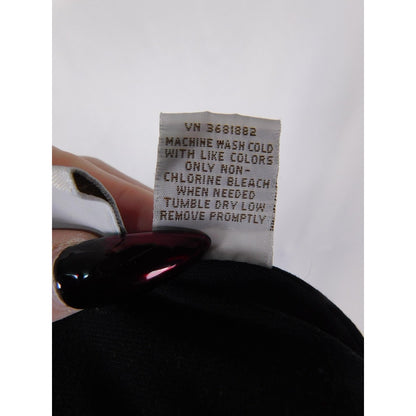 VN 3681882
MACHINE WASH COLD
WITH LIKE COLORS
ONLY NON-
CHLORINE BLEACH
WHEN NEEDED
TUMBLE DRY LOW
REMOVE PROMPTLY